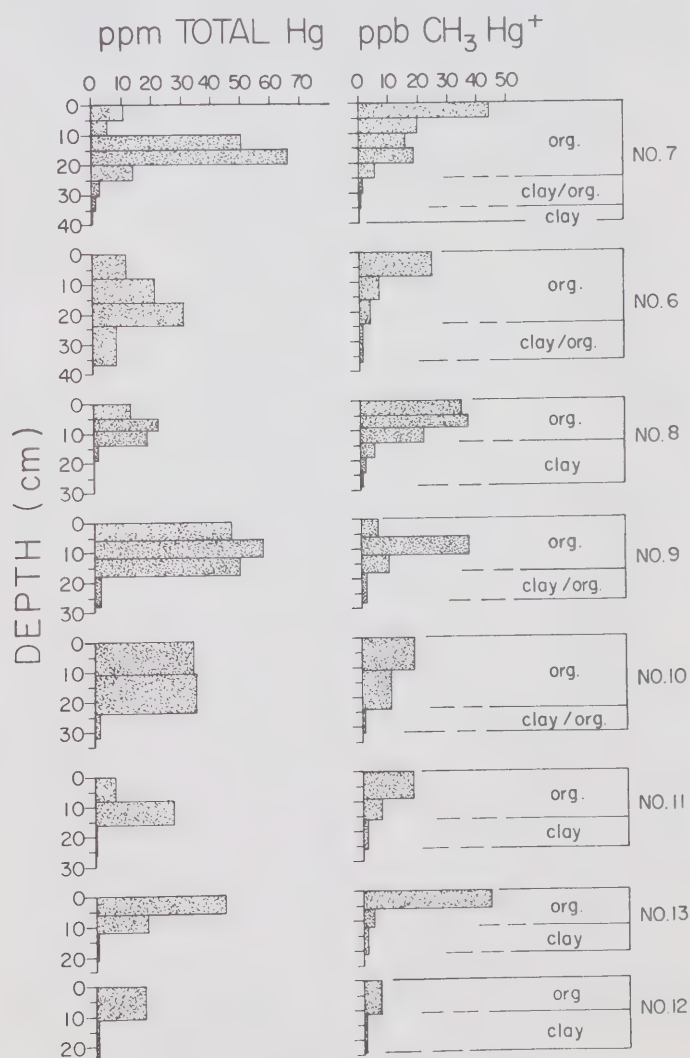 ppm TOTAL Hg ppb CH₃ Hg⁺
0 10 20 30 40 50 60 70 0 10 20 30 40 50
DEPTH (cm)
0
10
20
30
40
org.
clay/org.
clay
NO. 7
0
10
20
30
40
org.
clay/org.
NO. 6
0
10
20
30
org.
clay
NO. 8
0
10
20
30
org.
clay/org.
NO. 9
0
10
20
30
org.
clay/org.
NO. 10
0
10
20
30
org.
clay
NO. 11
0
10
20
org.
clay
NO. 13
0
10
20
org
clay
NO. 12